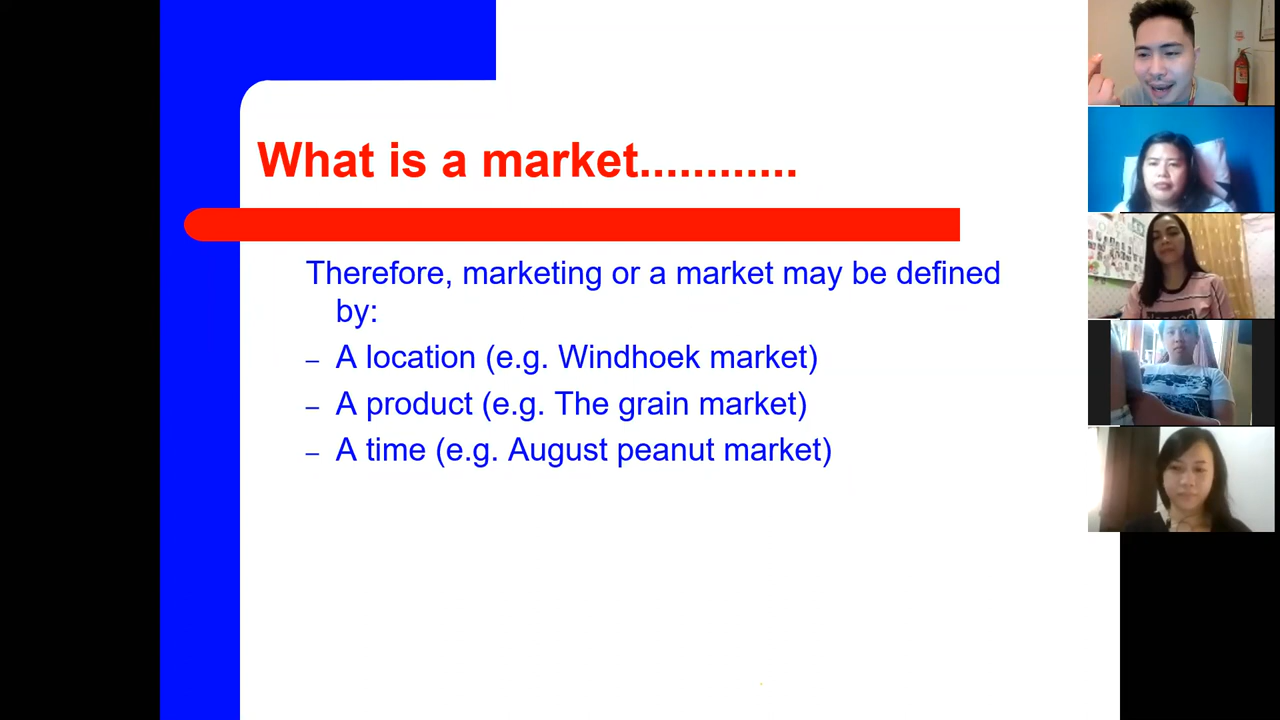 What is a market............
Therefore, marketing or a market may be defined
by:
– A location (e.g. Windhoek market)
– A product (e.g. The grain market)
– A time (e.g. August peanut market)